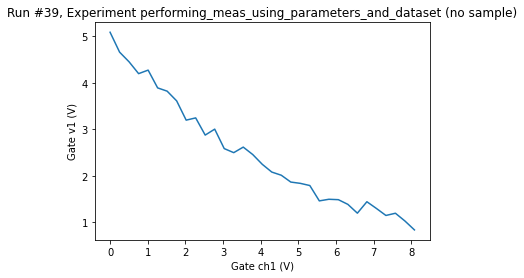 Run #39, Experiment performing_meas_using_parameters_and_dataset (no sample)
5
4
3
2
1
Gate v1 (V)
0 1 2 3 4 5 6 7 8
Gate ch1 (V)